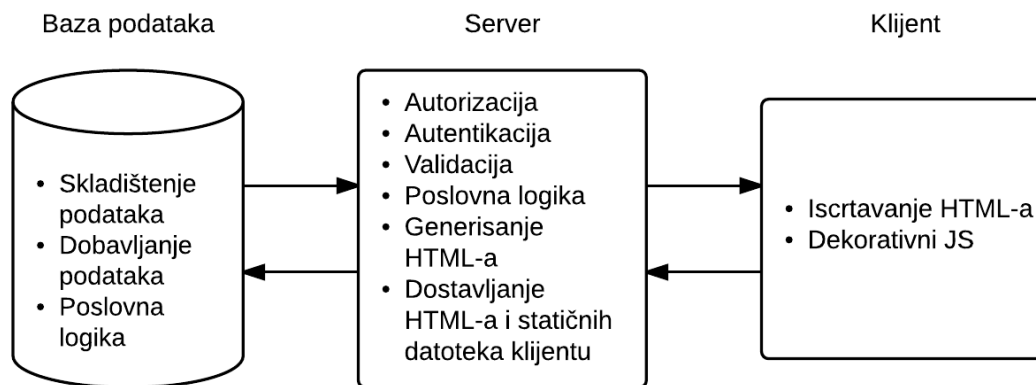 Baza podataka
Server
Klijent
• Skladištenje
podataka
• Dobavljanje
podataka
• Poslovna
logika
• Autorizacija
• Autentikacija
• Validacija
• Poslovna logika
• Generisanje
HTML-a
• Dostavljanje
HTML-a i statičnih
datoteka klijentu
• Iscrtavanje HTML-a
• Dekorativni JS